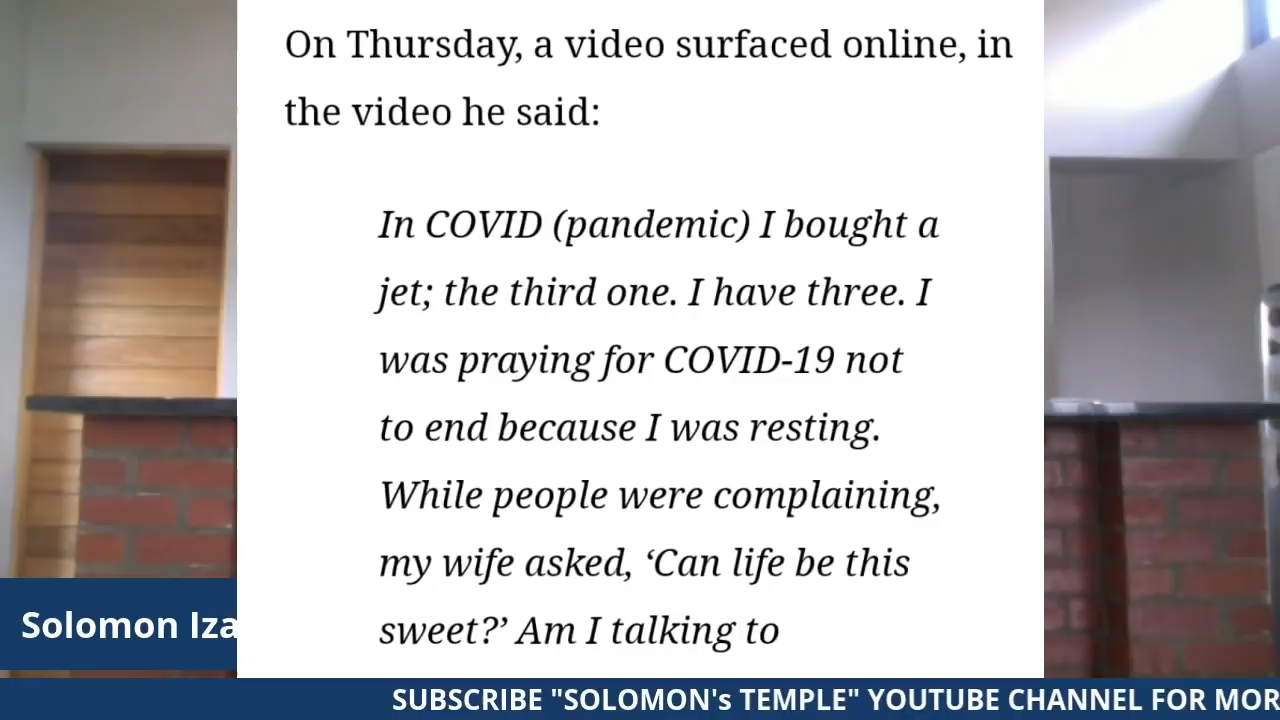 On Thursday, a video surfaced online, in
the video he said:
In COVID (pandemic) I bought a
jet; the third one. I have three. I
was praying for COVID-19 not
to end because I was resting.
While people were complaining,
my wife asked, ‘Can life be this
sweet?’ Am I talking to
Solomon Iza
SUBSCRIBE "SOLOMON's TEMPLE" YOUTUBE CHANNEL FOR MOR